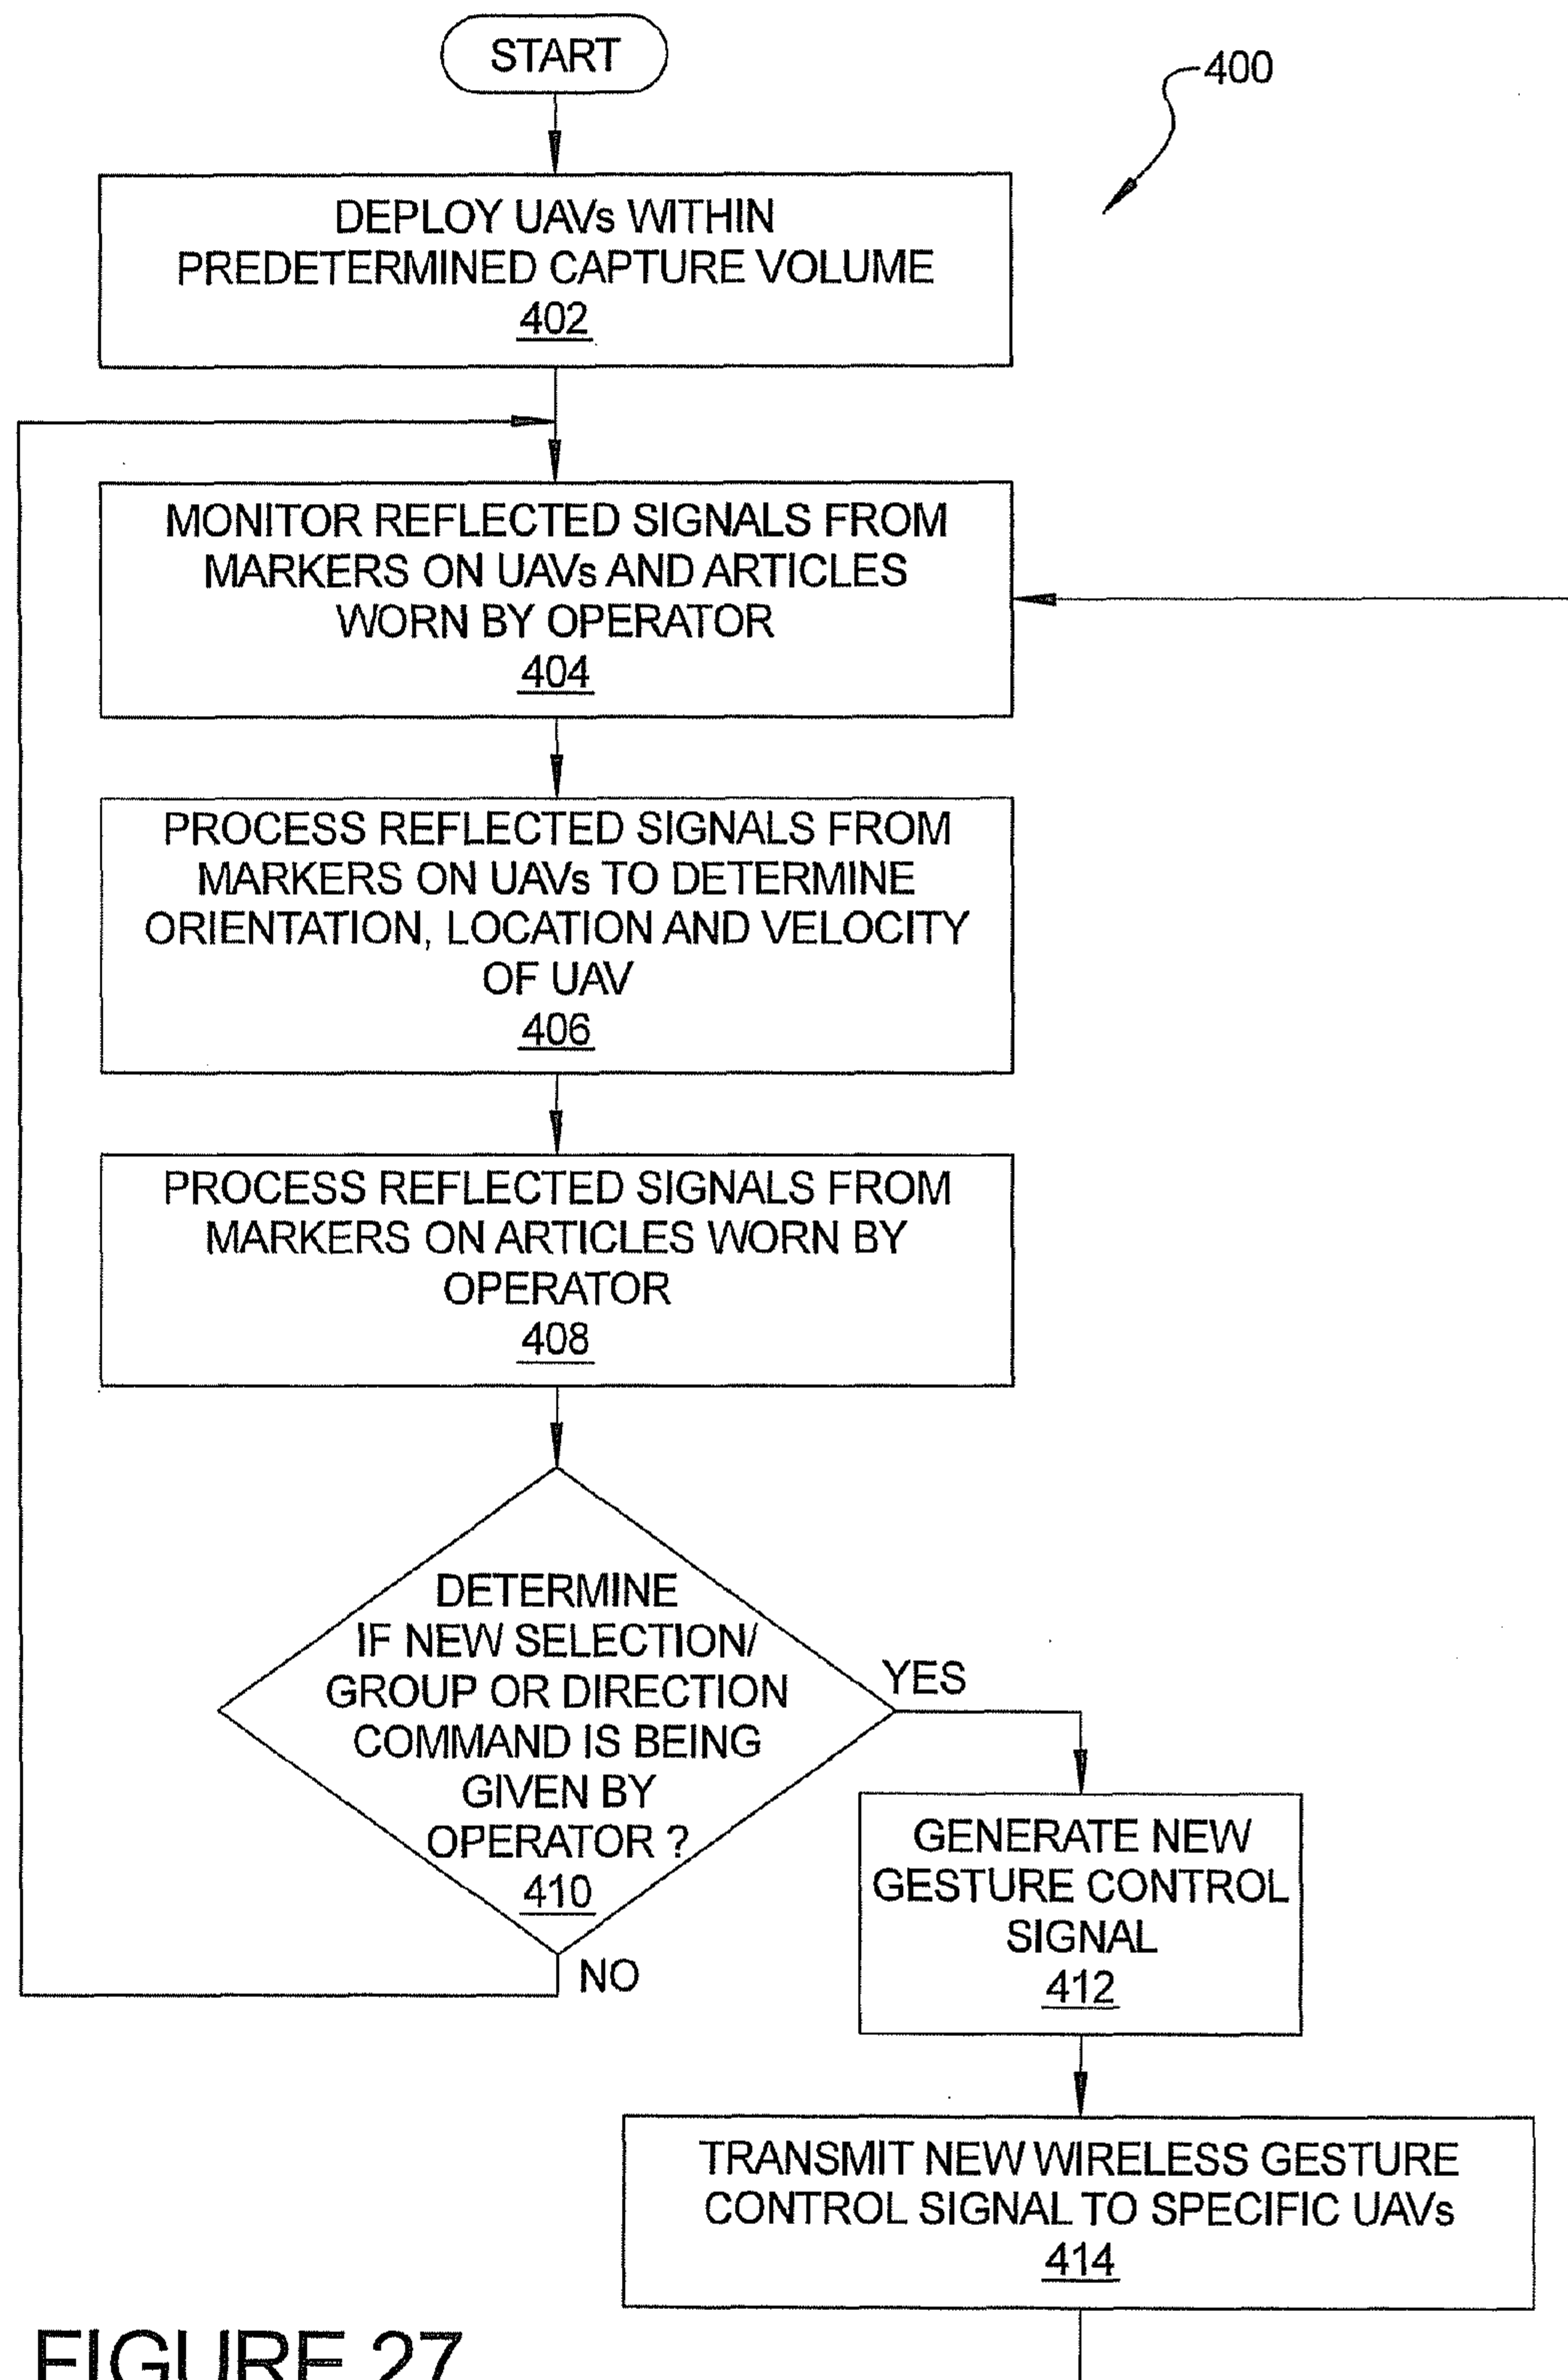 START
400
DEPLOY UAVs WITHIN
PREDETERMINED CAPTURE VOLUME
402
MONITOR REFLECTED SIGNALS FROM
MARKERS ON UAVs AND ARTICLES
WORN BY OPERATOR
404
PROCESS REFLECTED SIGNALS FROM
MARKERS ON UAVs TO DETERMINE
ORIENTATION, LOCATION AND VELOCITY
OF UAV
406
PROCESS REFLECTED SIGNALS FROM
MARKERS ON ARTICLES WORN BY
OPERATOR
408
DETERMINE
IF NEW SELECTION/
GROUP OR DIRECTION
COMMAND IS BEING
GIVEN BY
OPERATOR ?
410
YES
NO
GENERATE NEW
GESTURE CONTROL
SIGNAL
412
TRANSMIT NEW WIRELESS GESTURE
CONTROL SIGNAL TO SPECIFIC UAVs
414
FIGURE 27